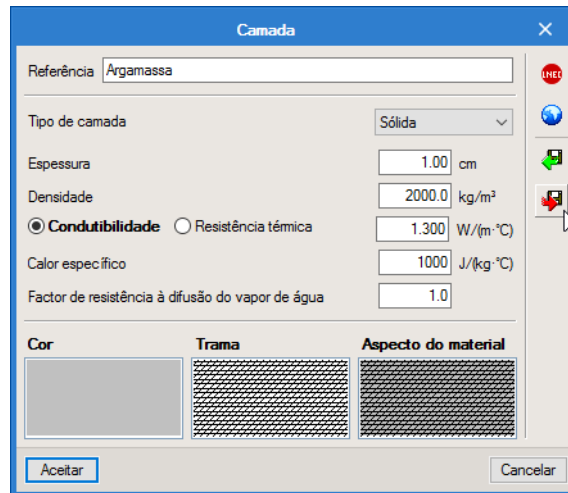 Camada
Referência Argamassa
LNEC
Tipo de camada Sólida
Espessura 1.00 cm
Densidade 2000.0 kg/m³
Condutibilidade Resistência térmica 1.300 W/(m·°C)
Calor específico 1000 J/(kg·°C)
Factor de resistência à difusão do vapor de água 1.0
Cor Trama Aspecto do material
Aceitar Cancelar